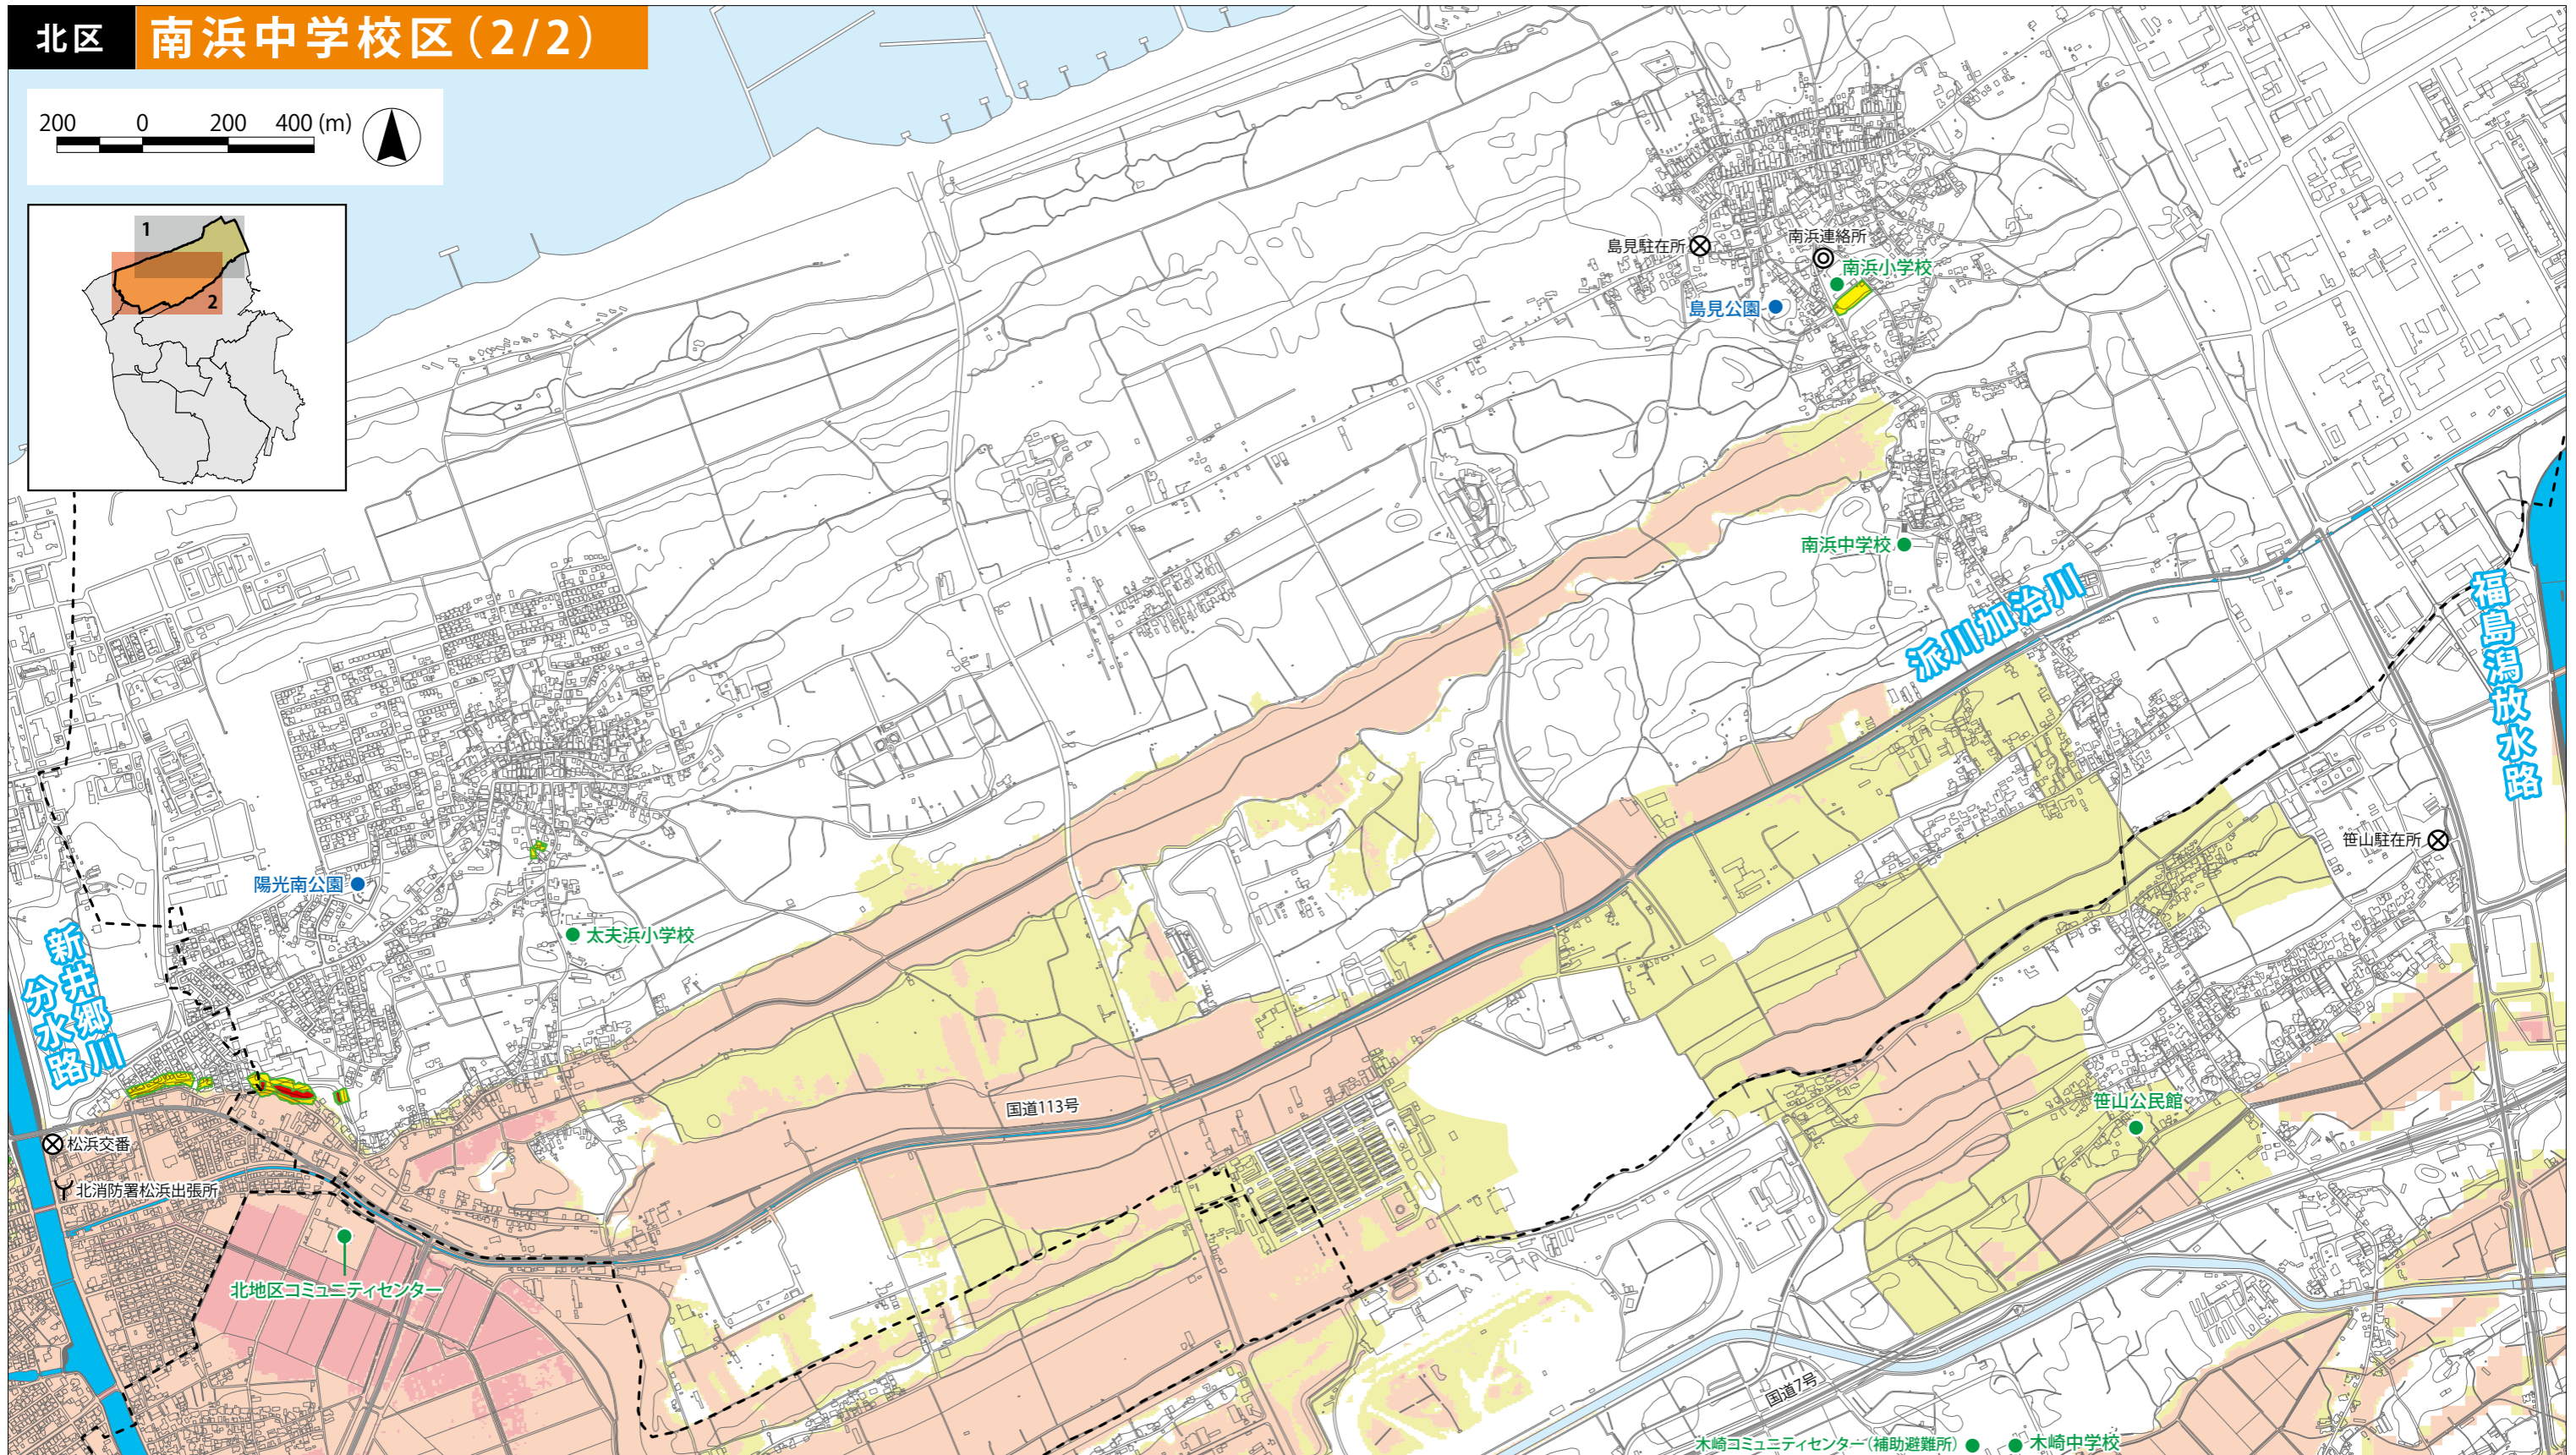 北区
南浜中学校区（2/2）
200 0 200 400 (m)
1
2
島見駐在所
南浜連絡所
南浜小学校
島見公園
南浜中学校
派川加治川
福島潟放水路
笹山駐在所
陽光南公園
太夫浜小学校
新井郷川
分水路
国道113号
笹山公民館
松浜交番
北消防署松浜出張所
北地区コミュニティセンター
国道7号
木崎コミュニティセンター（補助避難所）
木崎中学校